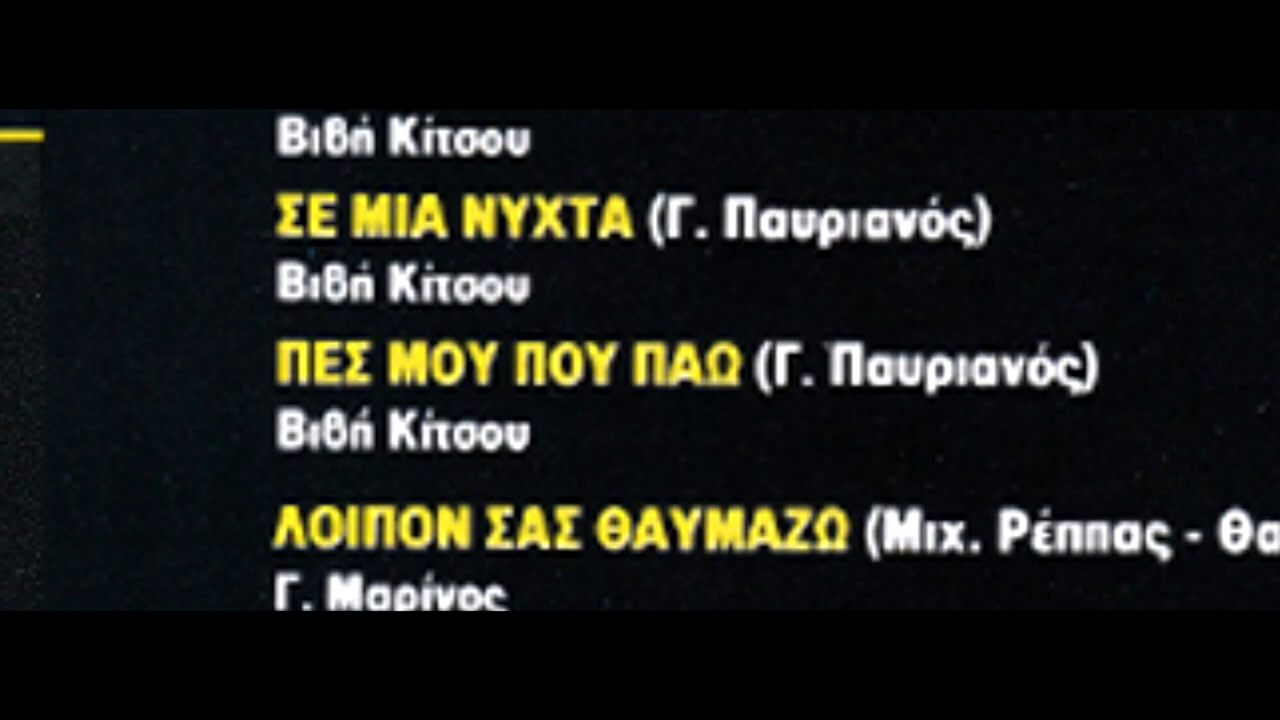 Βιβή Κίτσου
ΣΕ ΜΙΑ ΝΥΧΤΑ (Γ. Παυριανός)
Βιβή Κίτσου
ΠΕΣ ΜΟΥ ΠΟΥ ΠΑΩ (Γ. Παυριανός)
Βιβή Κίτσου
ΛΟΙΠΟΝ ΣΑΣ ΘΑΥΜΑΖΩ (Μιχ. Ρέππας -
Γ. Μαρίνος